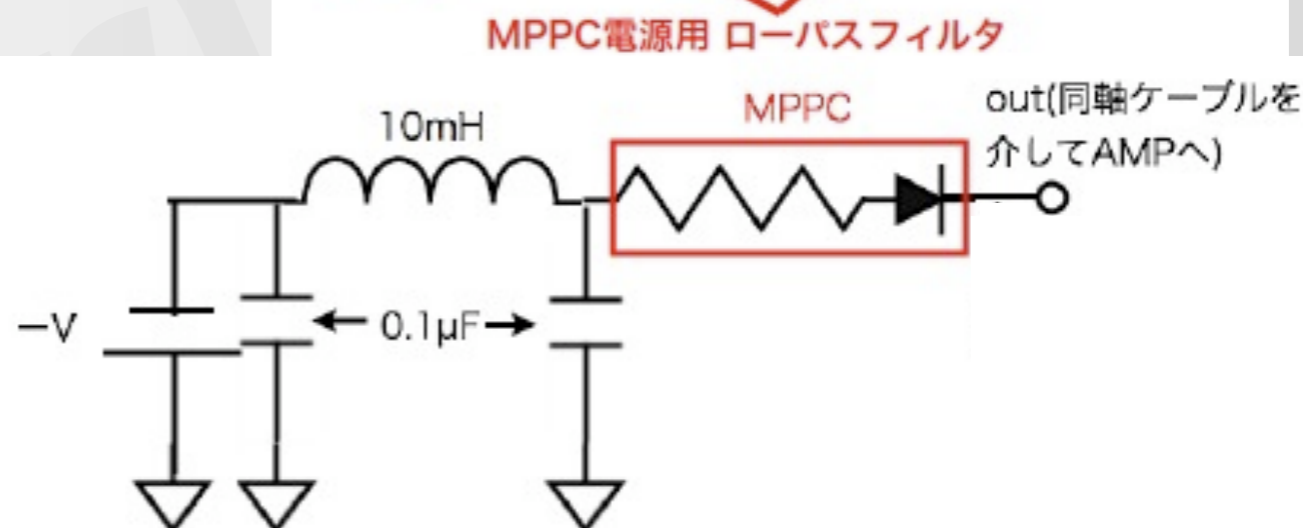 MPPC電源用 ローパスフィルタ
10mH
MPPC
out(同軸ケーブルを
介してAMPへ)
−V
0.1μF